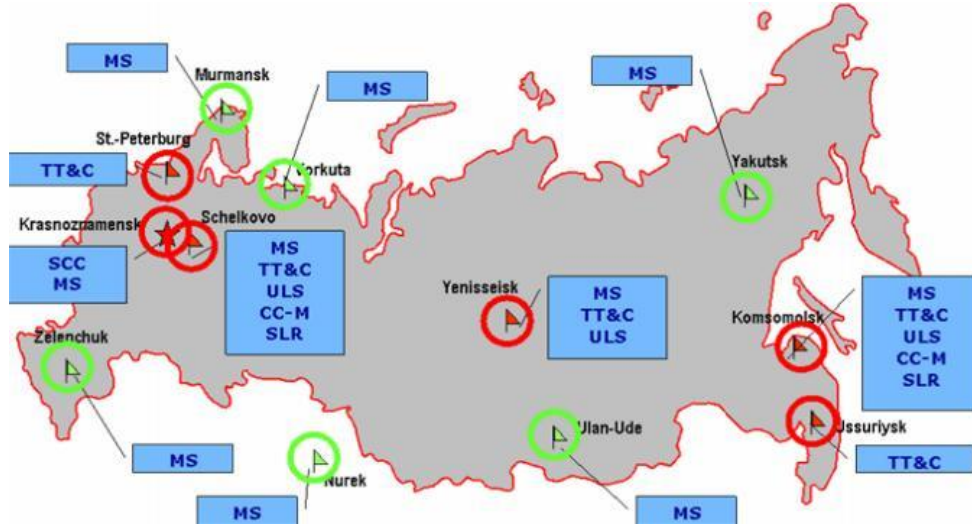 MS
Murmansk
MS
MS
St.-Peterburg
TT&C
Vorkuta
Yakutsk
Krasnoznamensk
Schelkovo
SCC
MS
MS
TT&C
ULS
CC-M
SLR
Yenisseisk
MS
TT&C
ULS
Komsomolsk
MS
TT&C
ULS
CC-M
SLR
Zelenchuk
MS
Nurek
MS
Ulan-Ude
MS
Ussuriysk
TT&C